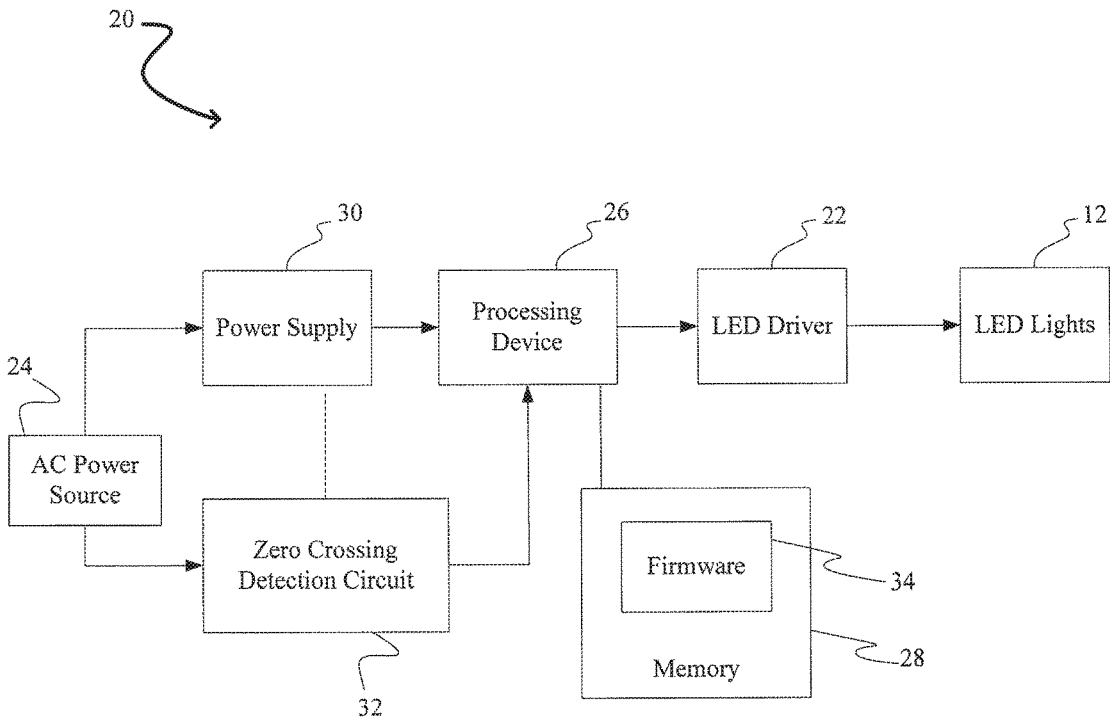 20
30
26
22
12
Power Supply
Processing
Device
LED Driver
LED Lights
24
AC Power
Source
Zero Crossing
Detection Circuit
Firmware
34
28
Memory
32